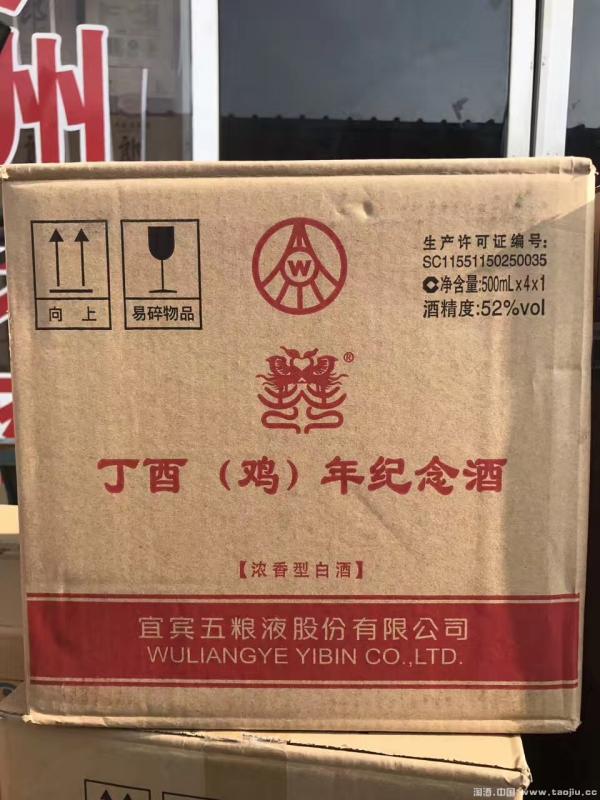 州
生产许可证编号:
SC11551150250035
净含量:500mL×4×1
酒精度:52%vol
向上
易碎物品
W
®
丁酉（鸡）年纪念酒
【浓香型白酒】
宜宾五粮液股份有限公司
WULIANGYE YIBIN CO.,LTD.
淘酒.中国 www.taojiu.cc